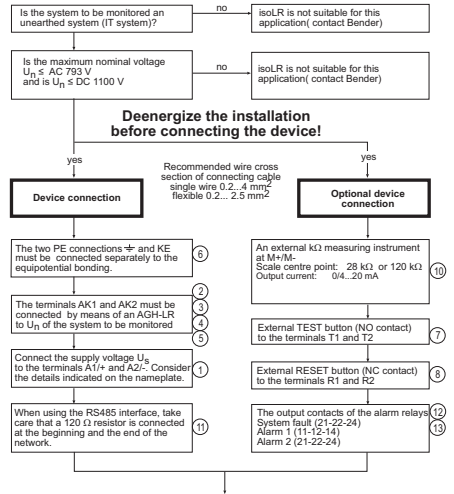 Is the system to be monitored an
unearthed system (IT system)?
no
isoLR is not suitable for this
application( contact Bender)
Is the maximum nominal voltage
Un ≤ AC 793 V
and is Un ≤ DC 1100 V
no
isoLR is not suitable for this
application( contact Bender)
Deenergize the installation
before connecting the device!
yes
Recommended wire cross
section of connecting cable
single wire 0.2...4 mm2
flexible 0.2... 2.5 mm2
yes
Device connection
Optional device
connection
The two PE connections ⏚ and KE
must be connected separately to the
equipotential bonding.
6
The terminals AK1 and AK2 must be
connected by means of an AGH-LR
to Un of the system to be monitored
2
3
4
5
Connect the supply voltage Us
to the terminals A1/+ and A2/-. Consider
the details indicated on the nameplate.
1
When using the RS485 interface, take
care that a 120 Ω resistor is connected
at the beginning and the end of the
network.
11
An external kΩ measuring instrument
at M+/M-
Scale centre point: 28 kΩ or 120 kΩ
Output current: 0/4...20 mA
10
External TEST button (NO contact)
to the terminals T1 and T2
7
External RESET button (NC contact)
to the terminals R1 and R2
8
The output contacts of the alarm relays
System fault (21-22-24)
Alarm 1 (11-12-14)
Alarm 2 (21-22-24)
12
13